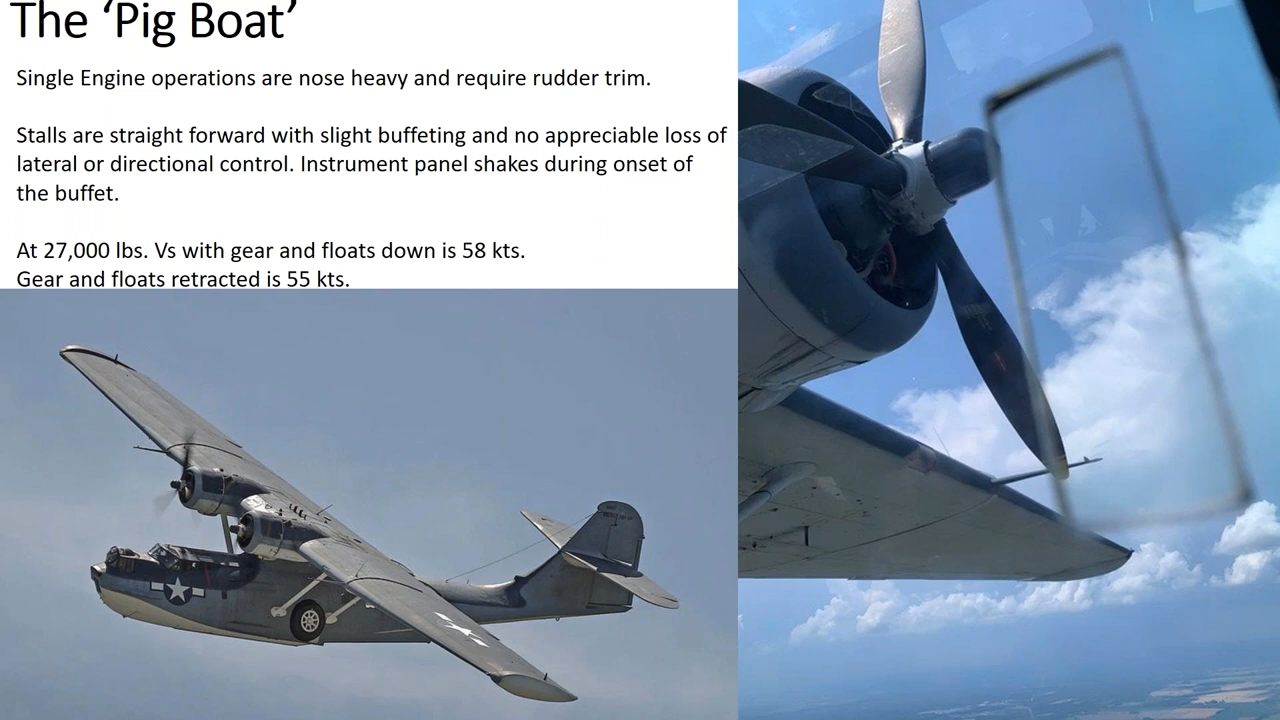 The ‘Pig Boat’
Single Engine operations are nose heavy and require rudder trim.
Stalls are straight forward with slight buffeting and no appreciable loss of
lateral or directional control. Instrument panel shakes during onset of
the buffet.
At 27,000 lbs. Vs with gear and floats down is 58 kts.
Gear and floats retracted is 55 kts.